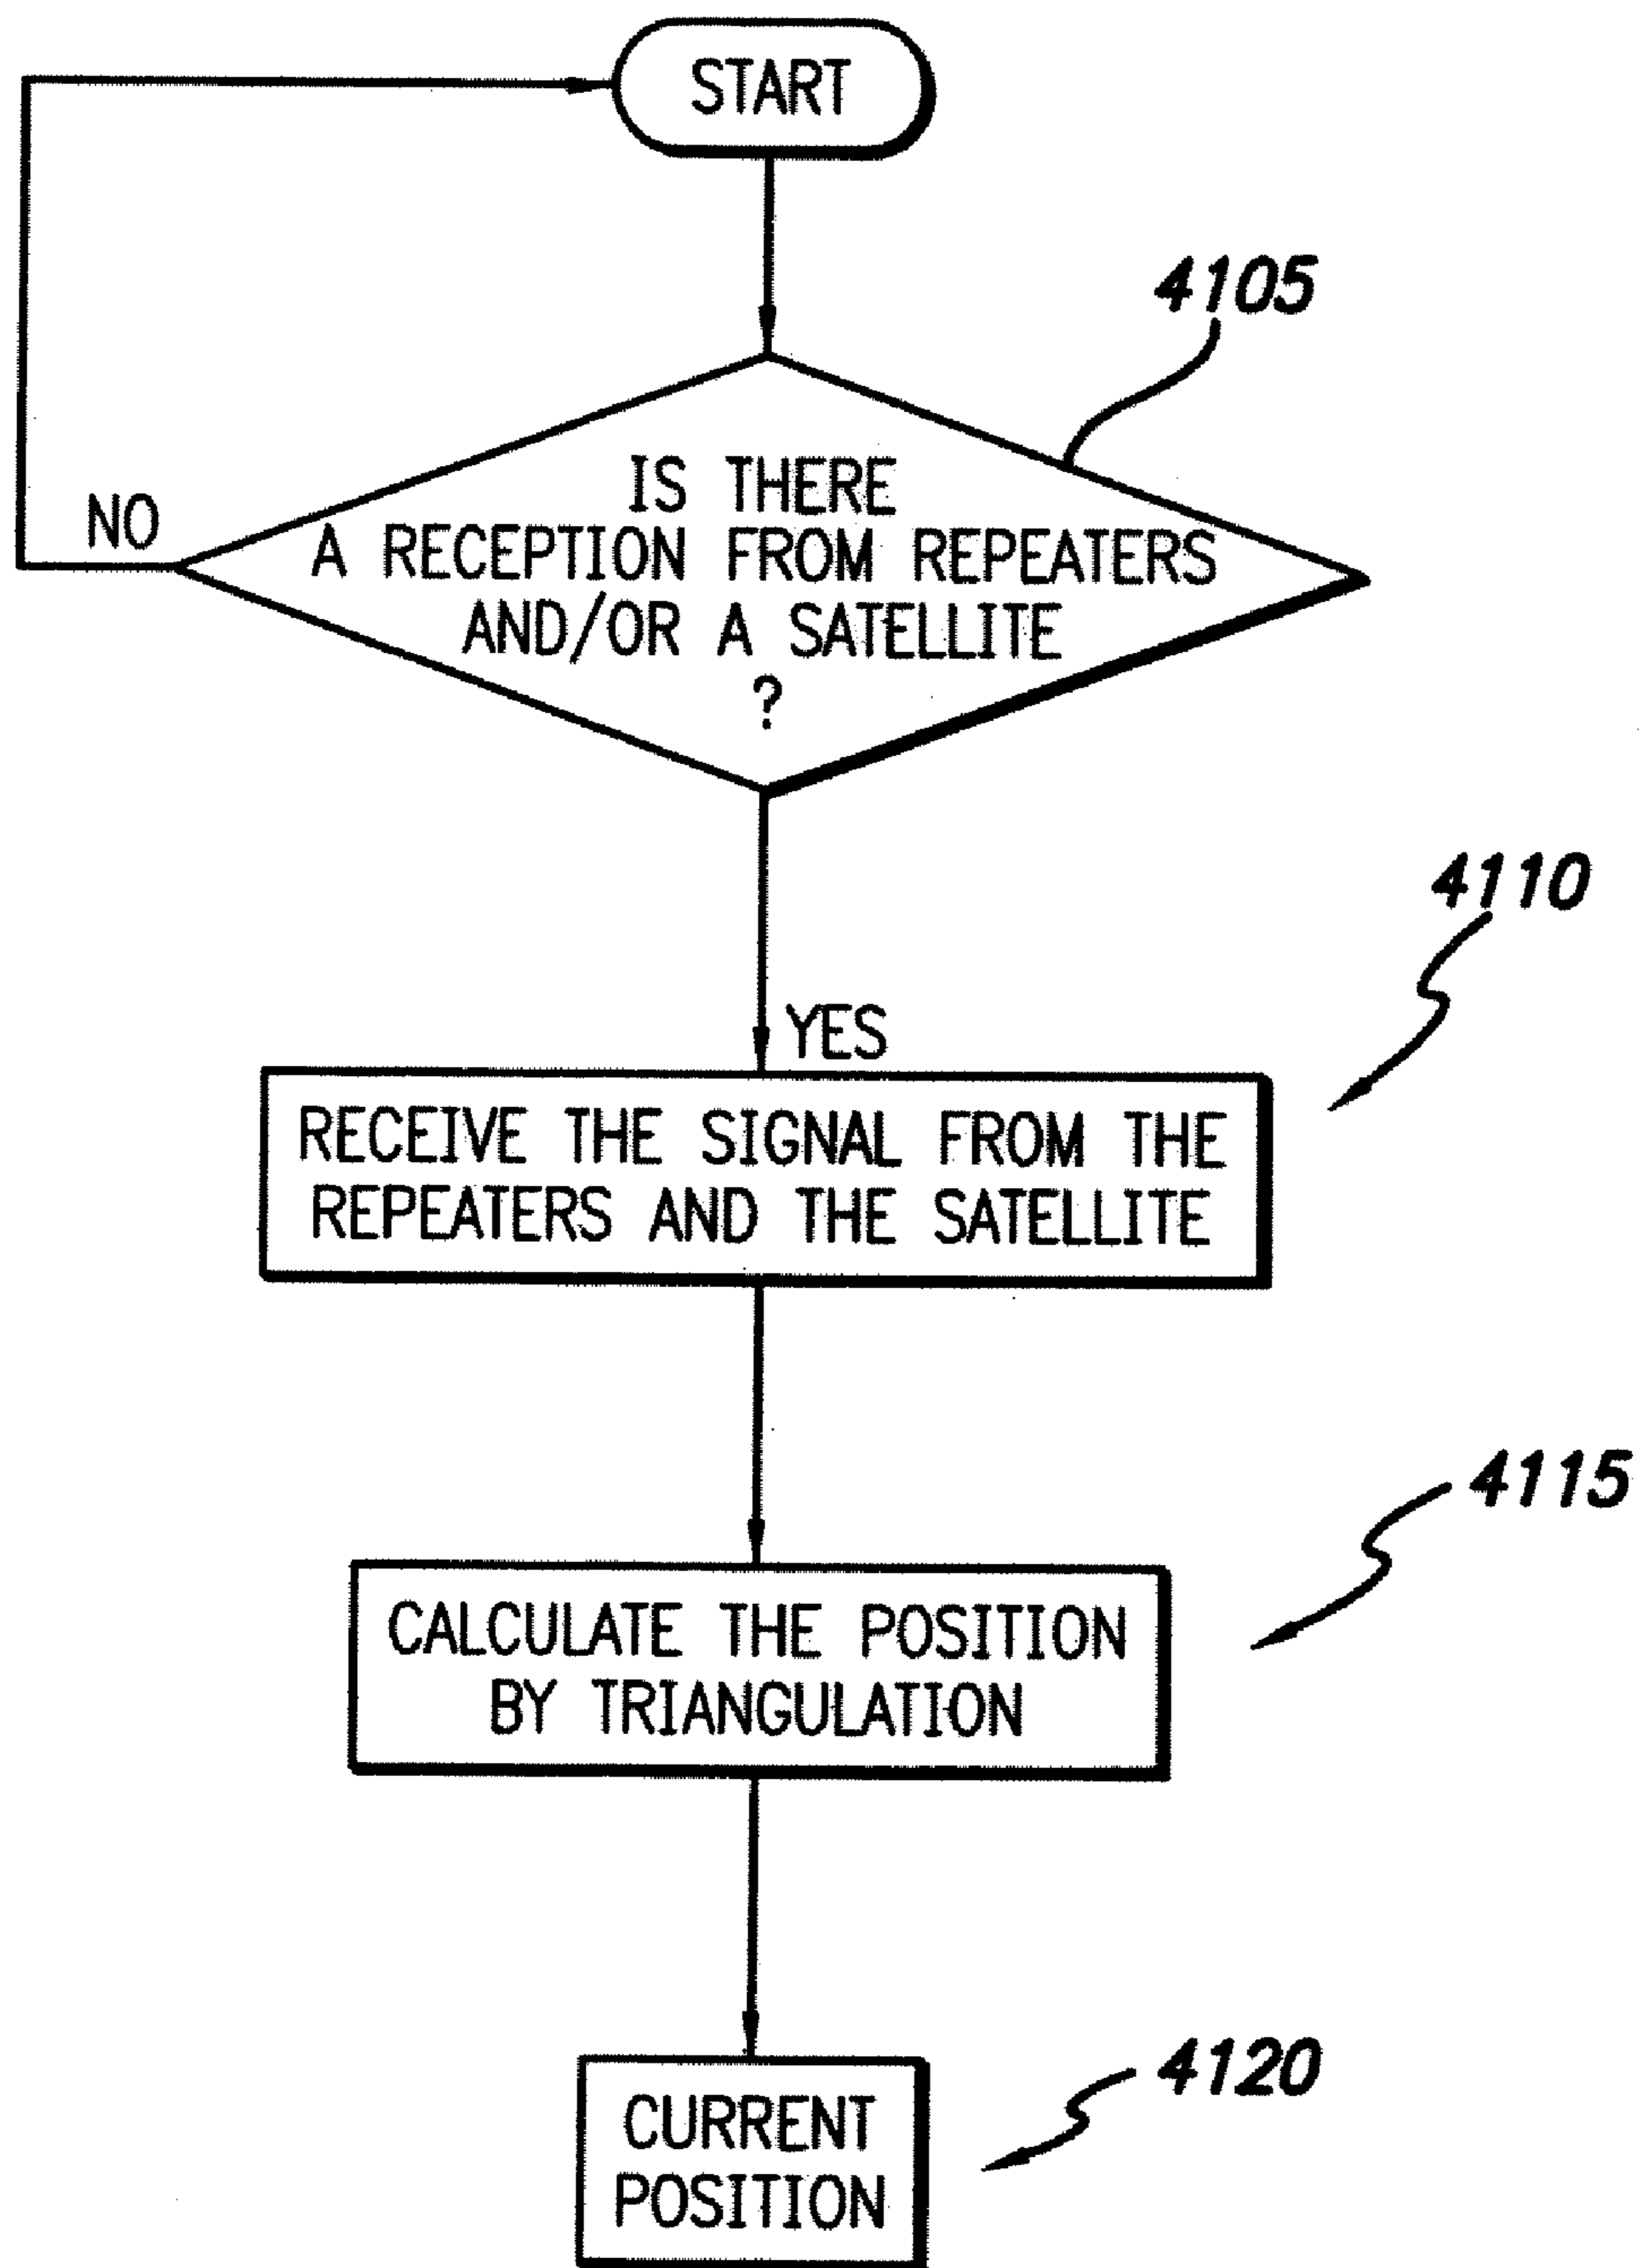 START
4105
IS THERE
A RECEPTION FROM REPEATERS
AND/OR A SATELLITE
?
NO
4110
YES
RECEIVE THE SIGNAL FROM THE
REPEATERS AND THE SATELLITE
4115
CALCULATE THE POSITION
BY TRIANGULATION
4120
CURRENT
POSITION